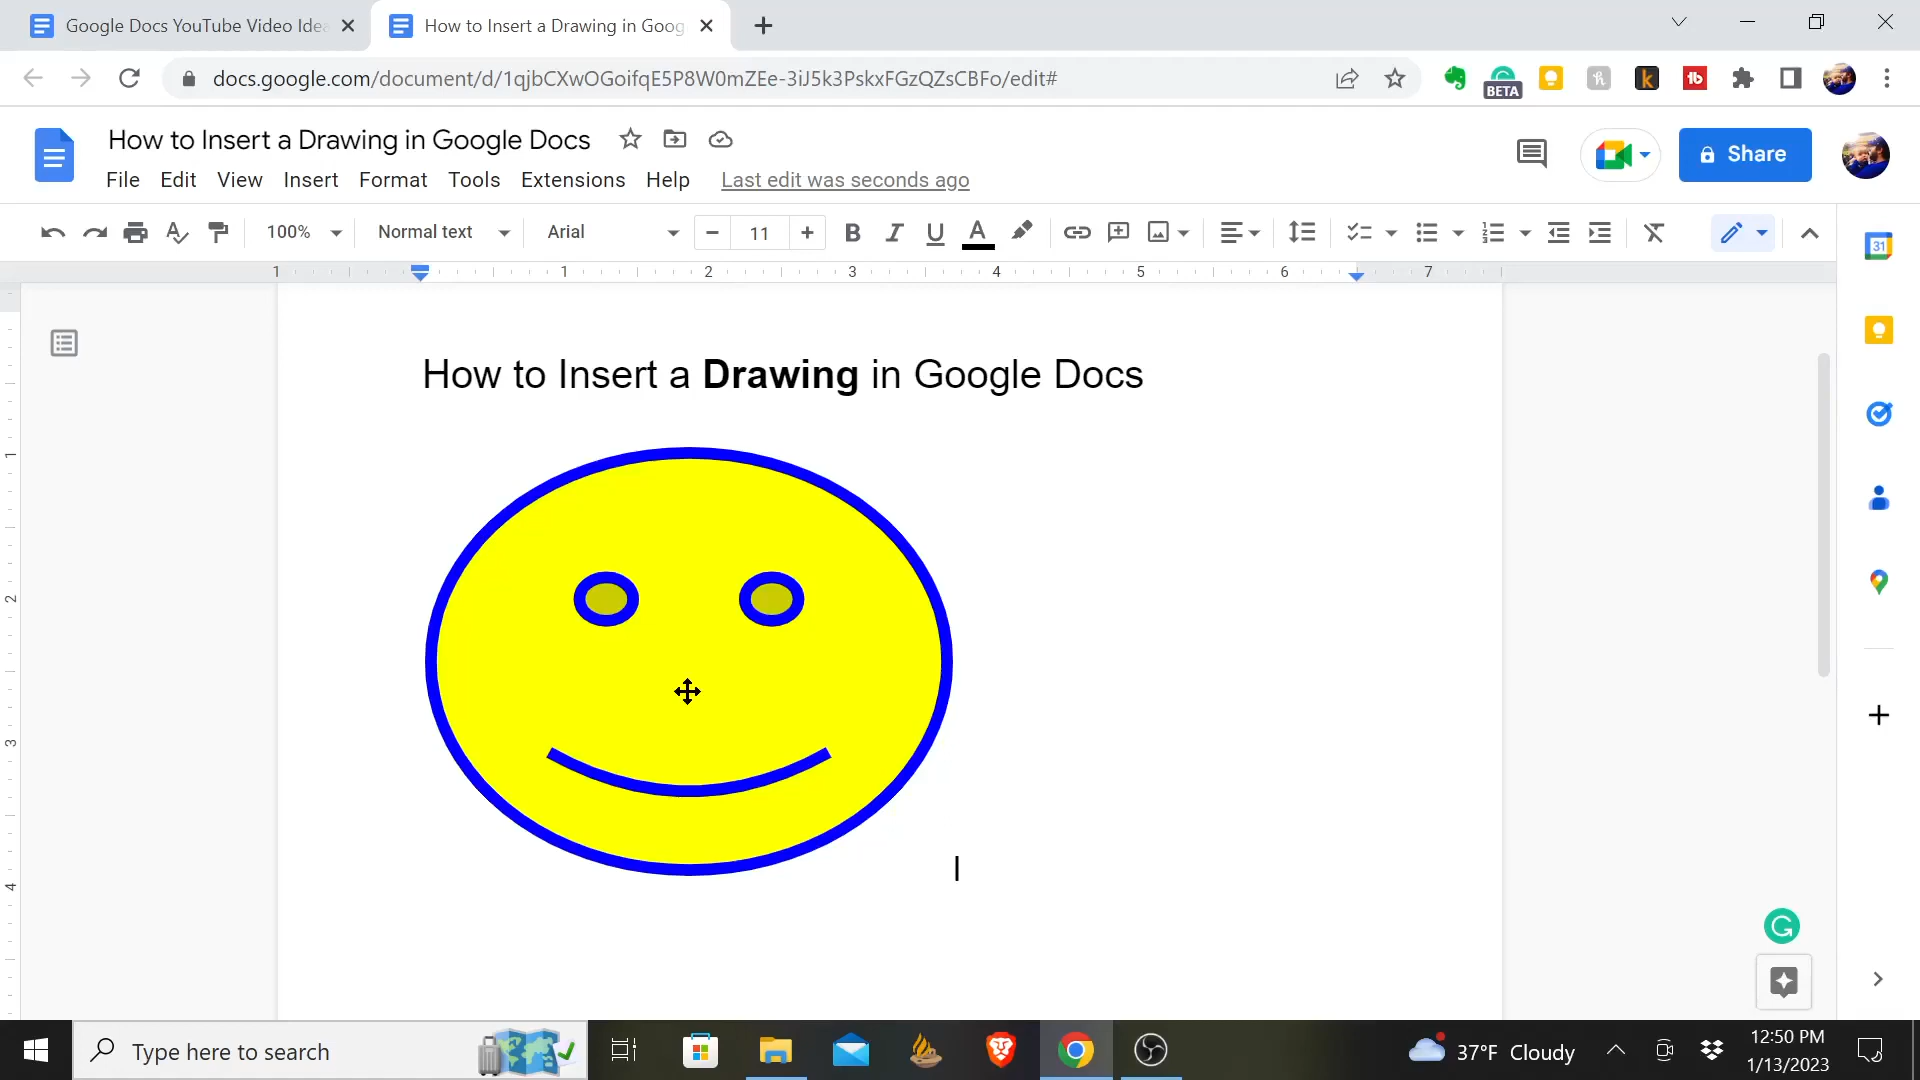 Google Docs YouTube Video Idea
How to Insert a Drawing in Goog
docs.google.com/document/d/1qjbCXwOGoifqE5P8W0mZEe-3iJ5k3PskxFGzQZsCBFo/edit#
BETA
h
k
tb
How to Insert a Drawing in Google Docs
Share
File Edit View Insert Format Tools Extensions Help Last edit was seconds ago
100% Normal text Arial 11 B I U A
31
1 1 2 3 4 5 6 7
How to Insert a Drawing in Google Docs
1
2
3
4
G
Type here to search
37°F Cloudy
12:50 PM
1/13/2023